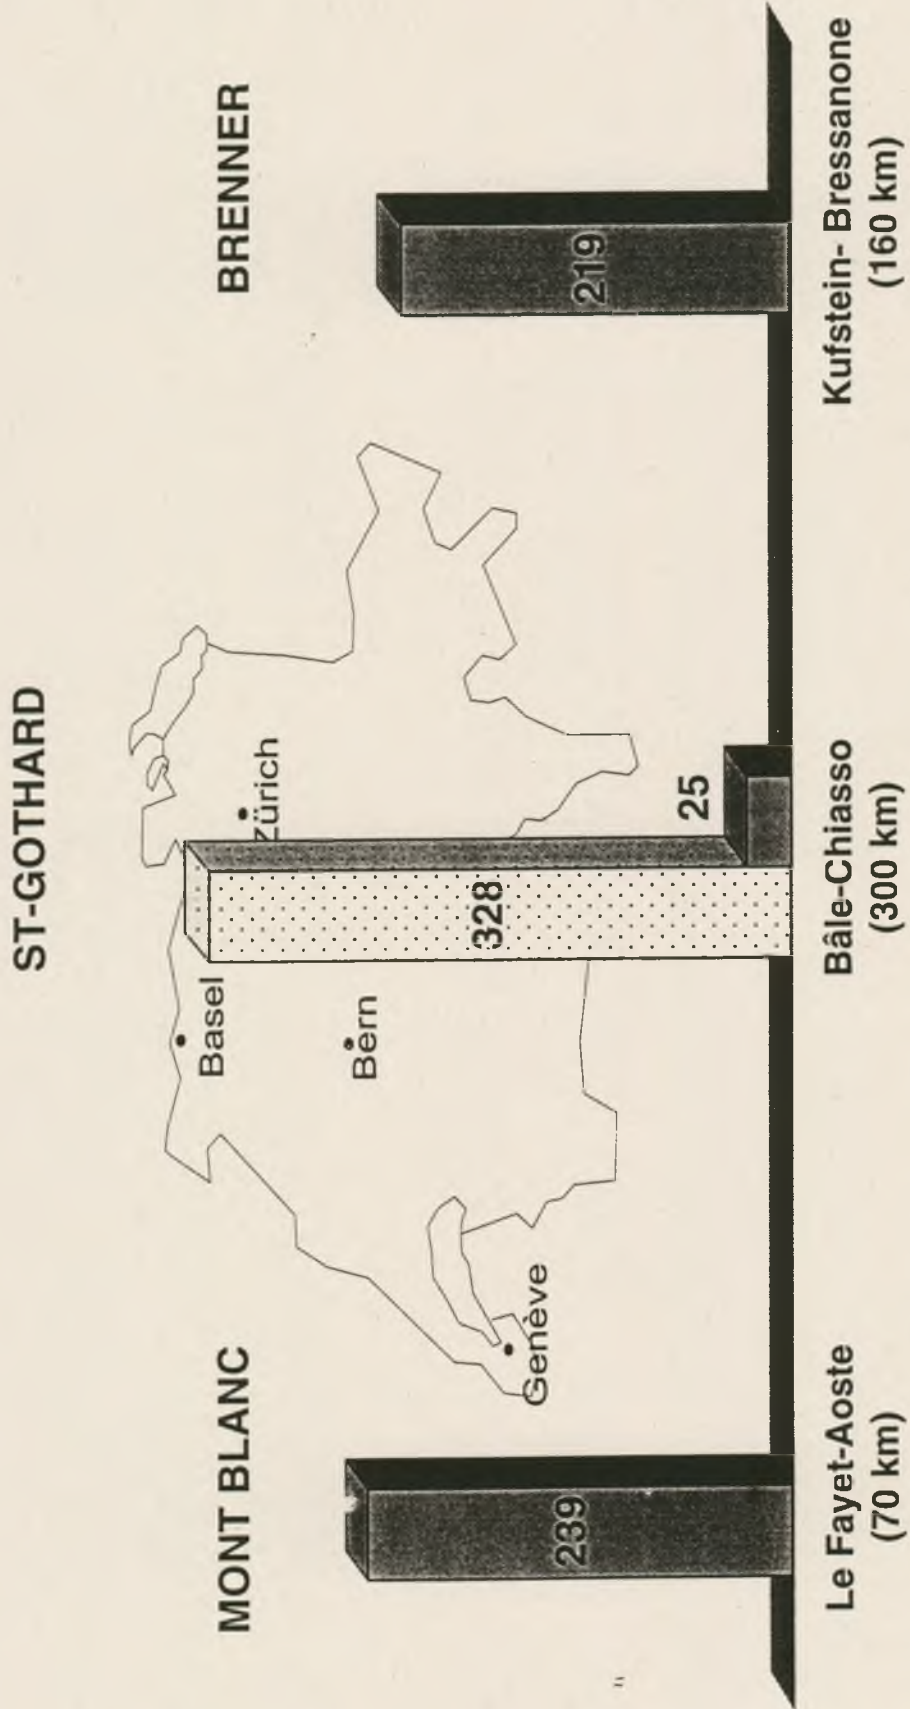 ST-GOTHARD
MONT BLANC
BRENNER
Basel
Zürich
Bern
Genève
239
328
25
219
Le Fayet-Aoste
(70 km)
Bâle-Chiasso
(300 km)
Kufstein- Bressanone
(160 km)